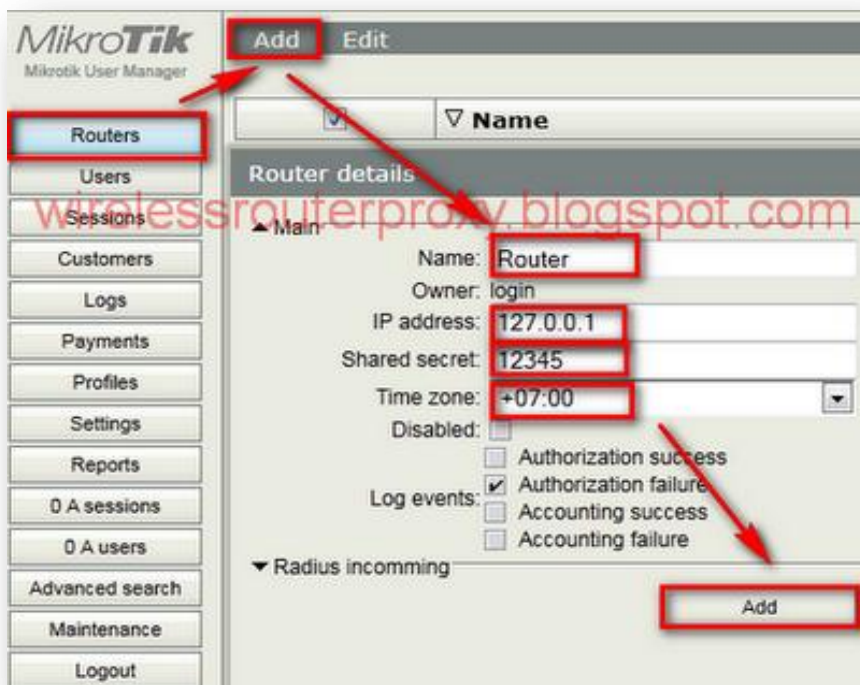 MikroTik
Mikrotik User Manager
Add Edit
Routers
Users
Sessions
Customers
Logs
Payments
Profiles
Settings
Reports
0 A sessions
0 A users
Advanced search
Maintenance
Logout
Name
Router details
wirelessrouterproxy.blogspot.com
Main
Name: Router
Owner: login
IP address: 127.0.0.1
Shared secret: 12345
Time zone: +07:00
Disabled:
Log events:
Authorization success
Authorization failure
Accounting success
Accounting failure
Radius incomming
Add